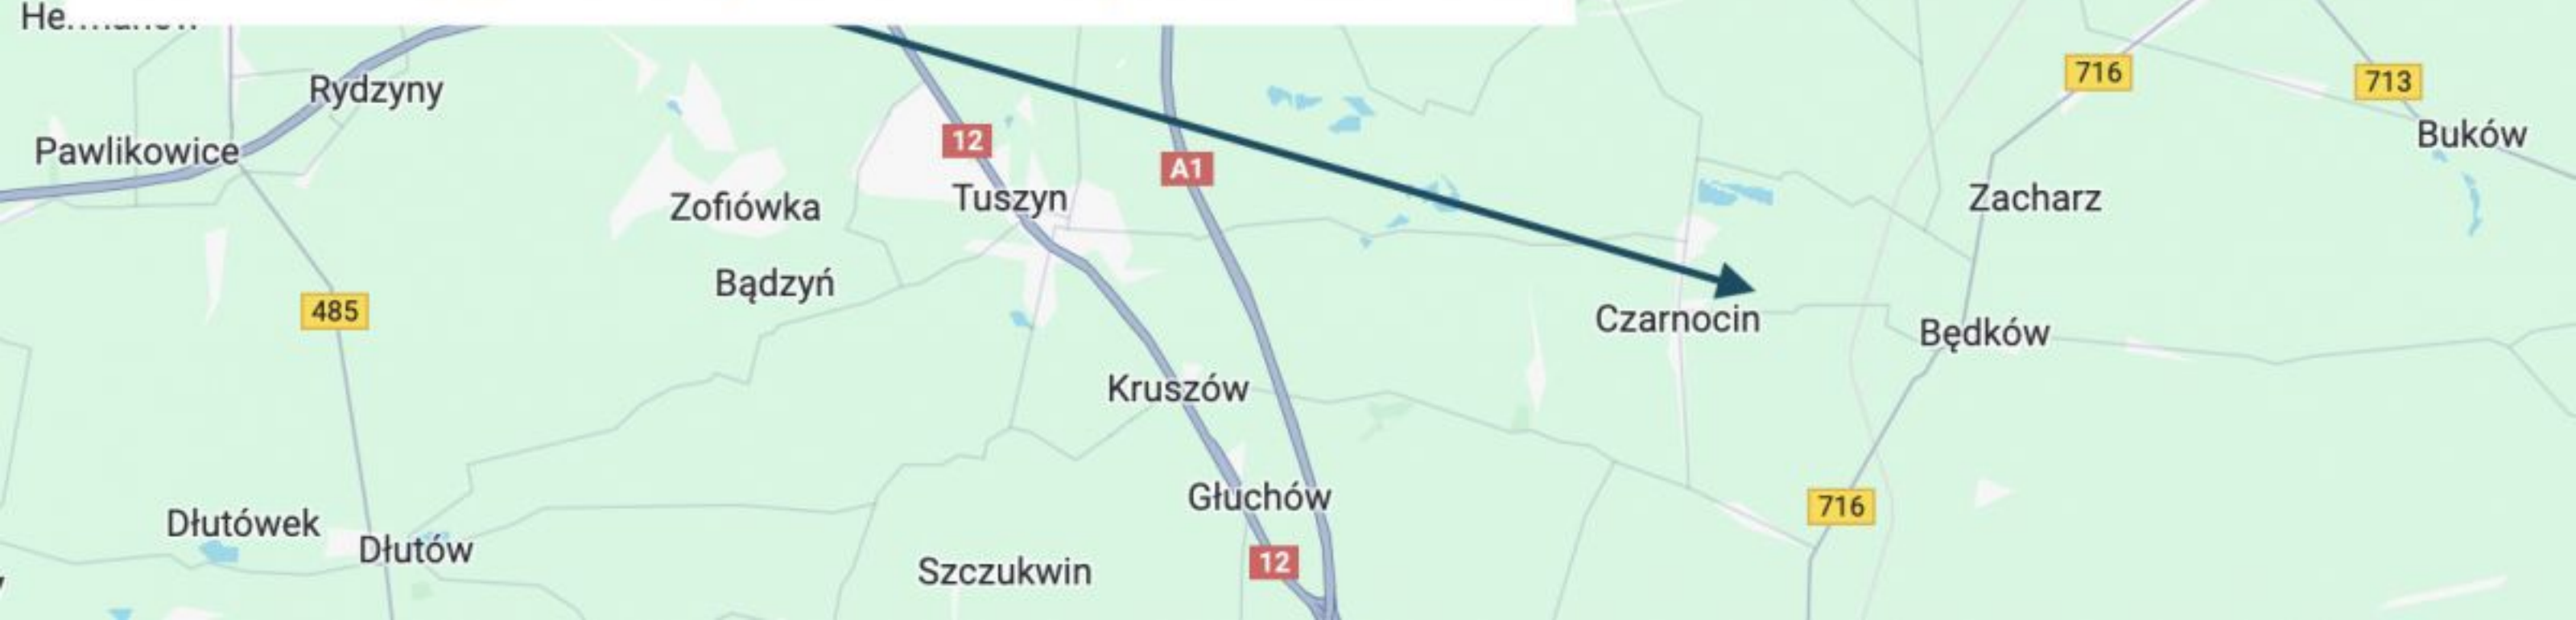 Rydzyny
716
713
Buków
12
Pawlikowice
A1
Zofiówka
Tuszyn
Zacharz
Bądzyń
485
Czarnocin
Będków
Kruszów
Głuchów
716
Dłutówek
Dłutów
12
Szczukwin